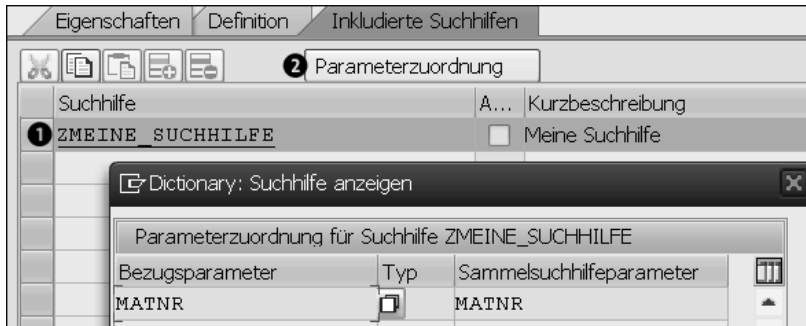 Eigenschaften Definition Inkludierte Suchhilfen
2 Parameterzuordnung
Suchhilfe A... Kurzbeschreibung
1 ZMEINE_SUCHHILFE Meine Suchhilfe
Dictionary: Suchhilfe anzeigen
Parameterzuordnung für Suchhilfe ZMEINE_SUCHHILFE
Bezugsparameter Typ Sammelsuchhilfeparameter
MATNR MATNR